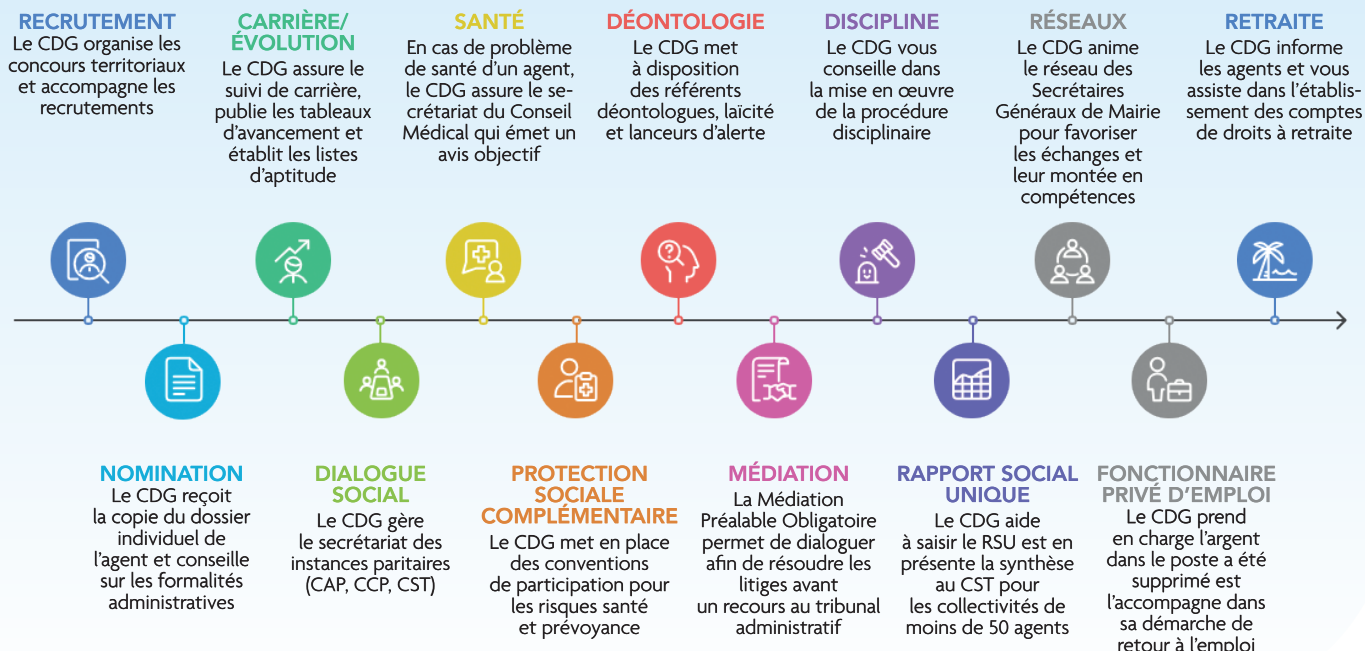 RECRUTEMENT
Le CDG organise les
concours territoriaux
et accompagne les
recrutements
CARRIÈRE/
ÉVOLUTION
Le CDG assure le
suivi de carrière,
publie les tableaux
d'avancement et
établit les listes
d'aptitude
SANTÉ
En cas de problème
de santé d'un agent,
le CDG assure le se-
crétariat du Conseil
Médical qui émet un
avis objectif
DÉONTOLOGIE
Le CDG met
à disposition
des référents
déontologues, laïcité
et lanceurs d'alerte
DISCIPLINE
Le CDG vous
conseille dans
la mise en œuvre
de la procédure
disciplinaire
RÉSEAUX
Le CDG anime
le réseau des
Secrétaires
Généraux de Mairie
pour favoriser
les échanges et
leur montée en
compétences
RETRAITE
Le CDG informe
les agents et vous
assiste dans l'établis-
sement des comptes
de droits à retraite
NOMINATION
Le CDG reçoit
la copie du dossier
individuel de
l'agent et conseille
sur les formalités
administratives
DIALOGUE
SOCIAL
Le CDG gère
le secrétariat des
instances paritaires
(CAP, CCP, CST)
PROTECTION
SOCIALE
COMPLÉMENTAIRE
Le CDG met en place
des conventions
de participation pour
les risques santé
et prévoyance
MÉDIATION
La Médiation
Préalable Obligatoire
permet de dialoguer
afin de résoudre les
litiges avant
un recours au tribunal
administratif
RAPPORT SOCIAL
UNIQUE
Le CDG aide
à saisir le RSU est en
présente la synthèse
au CST pour
les collectivités de
moins de 50 agents
FONCTIONNAIRE
PRIVÉ D'EMPLOI
Le CDG prend
en charge l'argent
dans le poste a été
supprimé est
l'accompagne dans
sa démarche de
retour à l'emploi